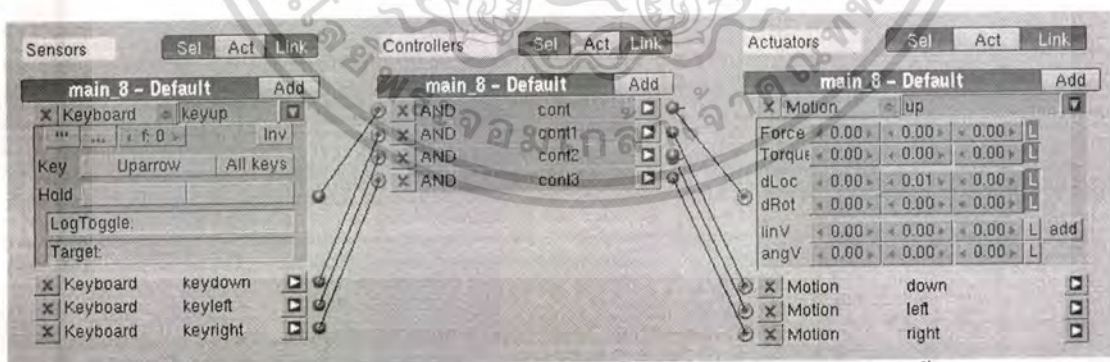 Sensors Sel Act Link Controllers Sel Act Link Actuators Sel Act Link
main_8 - Default Add main_8 - Default Add main_8 - Default Add
X Keyboard keyup X AND cont X Motion up
f: 0 Inv X AND cont1 Force 0.00 0.00 0.00 L
Key Uparrow All keys X AND cont2 Torque 0.00 0.00 0.00 L
Hold X AND cont3 dLoc 0.00 0.01 0.00 L
LogToggle: dRot 0.00 0.00 0.00 L
Target: linV 0.00 0.00 0.00 L add
angV 0.00 0.00 0.00 L
X Keyboard keydown X Motion down
X Keyboard keyleft X Motion left
X Keyboard keyright X Motion right